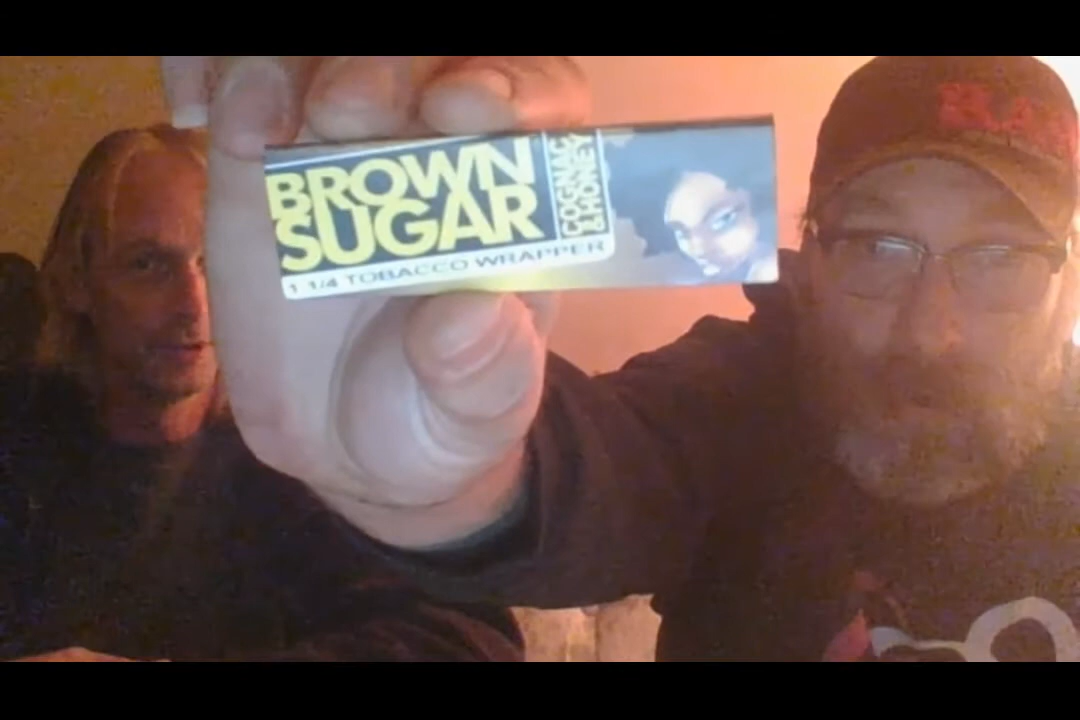 BROWN
SUGAR
COGNAC
& HONEY
1 1/4 TOBACCO WRAPPER